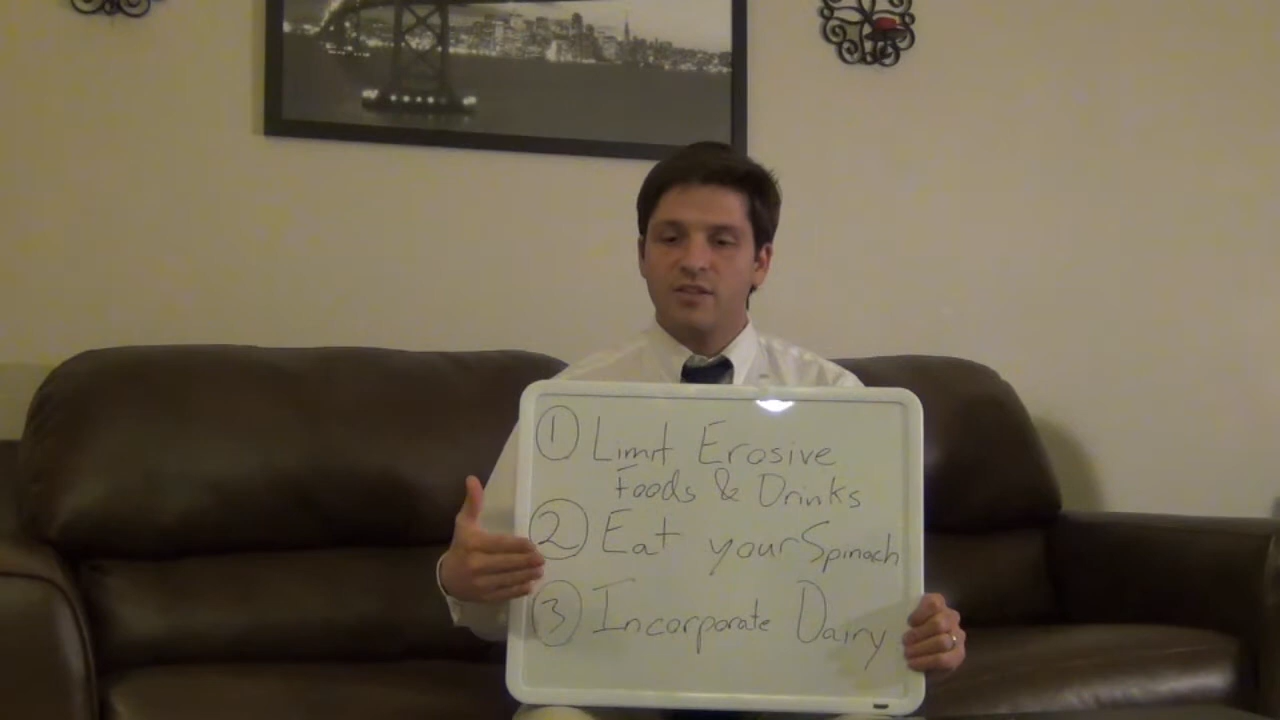 ① Limit Erosive
Foods & Drinks
② Eat your Spinach
③ Incorporate Dairy